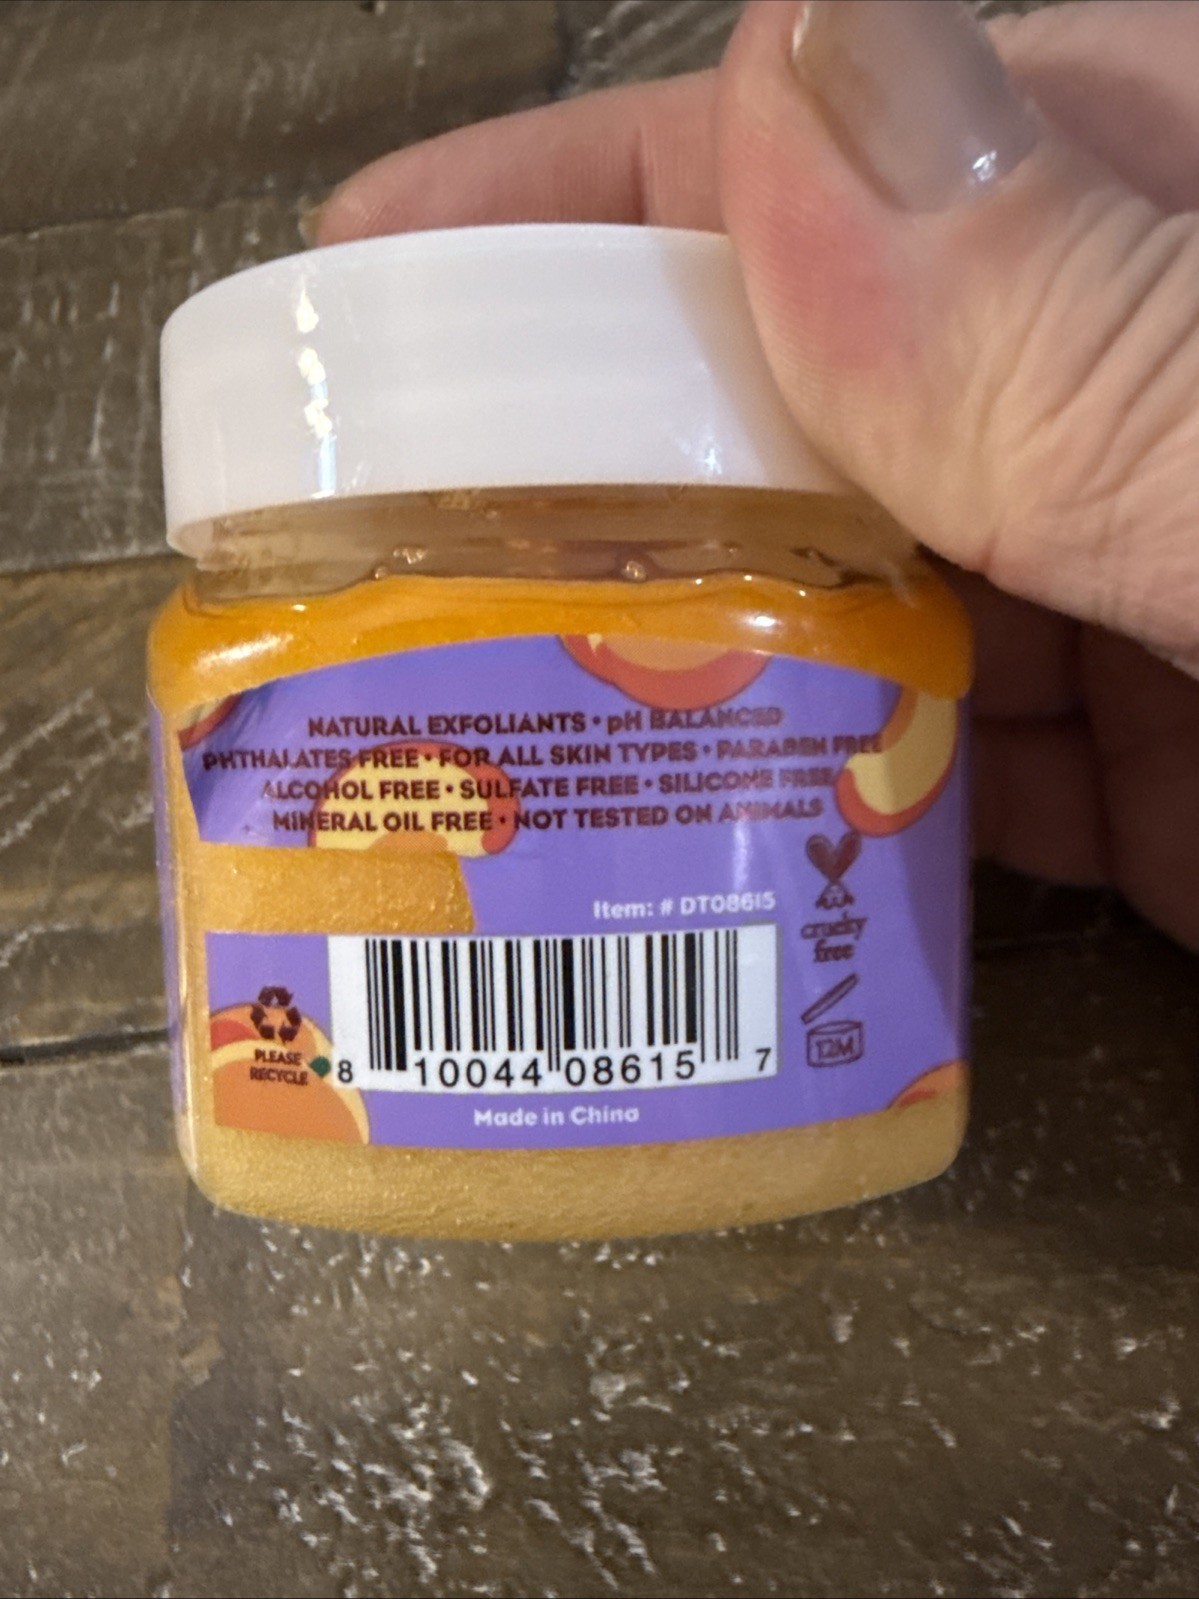 NATURAL EXFOLIANTS • pH BALANCED
PHTHALATES FREE • FOR ALL SKIN TYPES • PARABEN FREE
ALCOHOL FREE • SULFATE FREE • SILICONE FREE
MINERAL OIL FREE • NOT TESTED ON ANIMALS
Item: # DT08615
cruelty
free
12M
PLEASE
RECYCLE
8 10044 08615 7
Made in China